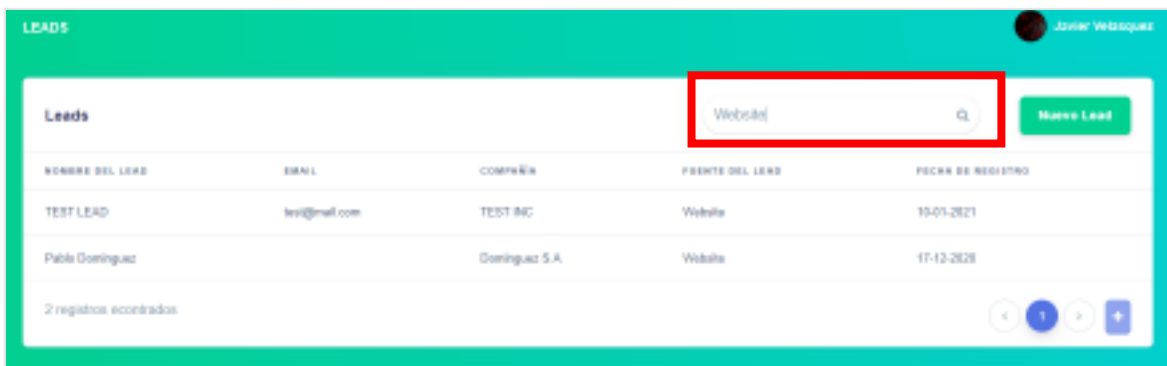 LEADS
Javier Velasquez
Leads
Website
Nuevo Lead
NOMBRE DEL LEAD EMAIL COMPAÑÍA FUENTE DEL LEAD FECHA DE REGISTRO
TEST LEAD test@mail.com TEST INC Website 10-01-2021
Pablo Dominguez Dominguez S.A Website 17-12-2020
2 registros econtrados
< 1 > +